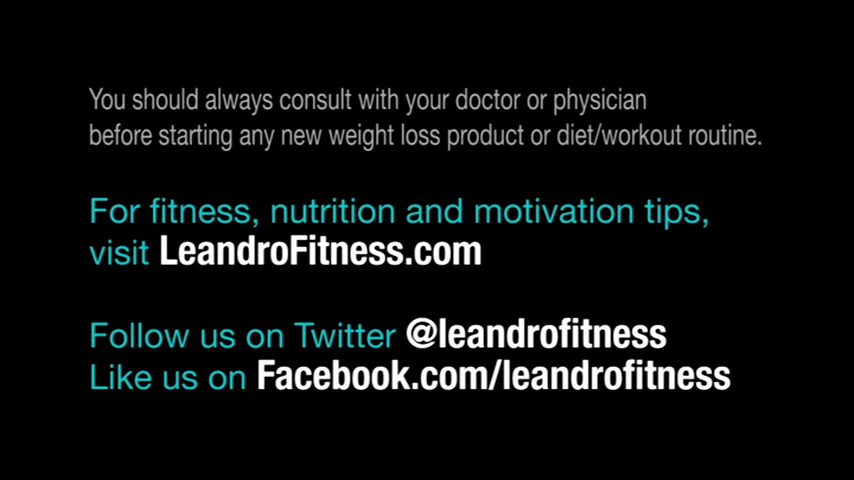 You should always consult with your doctor or physician
before starting any new weight loss product or diet/workout routine.
For fitness, nutrition and motivation tips,
visit LeandroFitness.com
Follow us on Twitter @leandrofitness
Like us on Facebook.com/leandrofitness